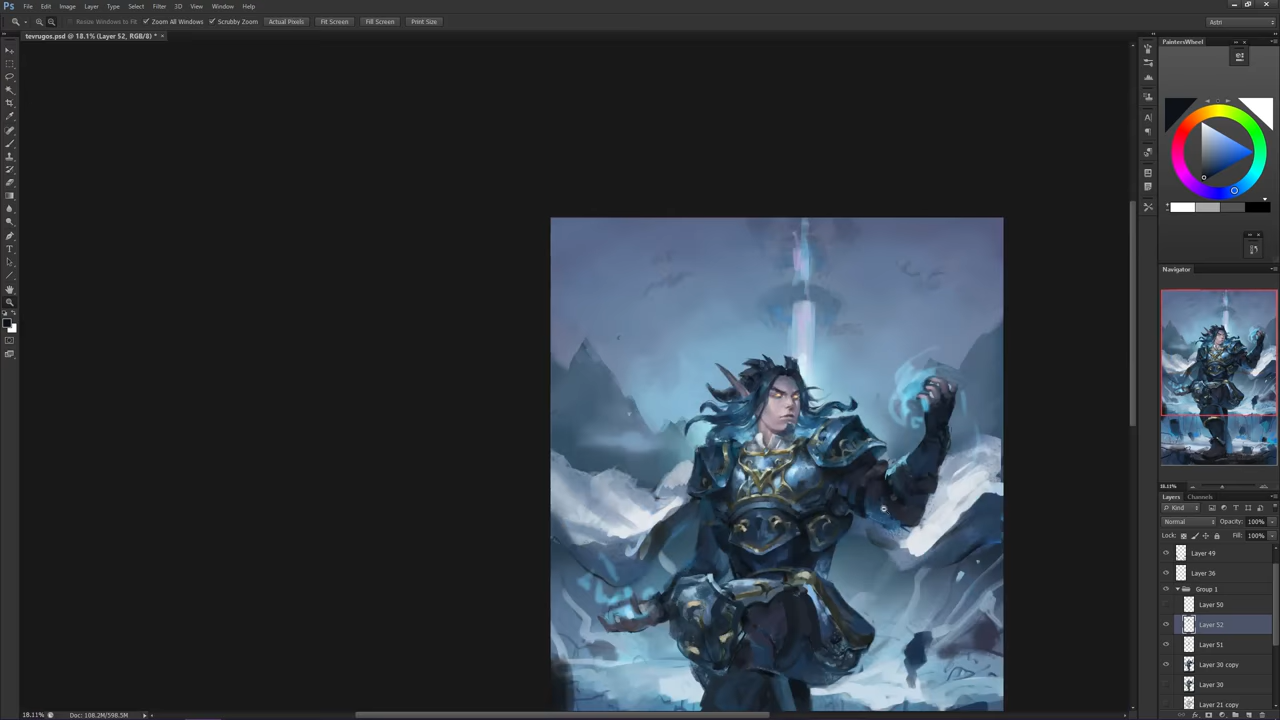 Ps File Edit Image Layer Type Select Filter 3D View Window Help
Resize Windows to Fit Zoom All Windows Scrubby Zoom Actual Pixels Fit Screen Fill Screen Print Size
tevrugos.psd @ 18.1% (Layer 52, RGB/8) * ×
PaintersWheel
Navigator
18.11%
Layers Channels
Kind
Normal Opacity: 100%
Lock: Fill: 100%
Layer 49
Layer 36
Group 1
Layer 50
Layer 52
Layer 51
Layer 30 copy
Layer 30
Layer 21 copy
18.11% Doc: 108.2M/598.5M